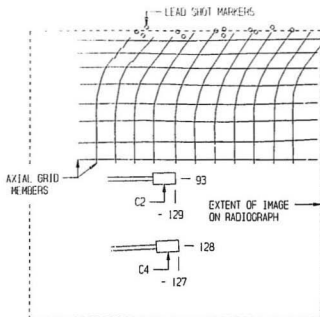 LEAD SHOT MARKERS
AXIAL GRID
MEMBERS
93
C2
- 129
EXTENT OF IMAGE
ON RADIOGRAPH
128
C4
- 127